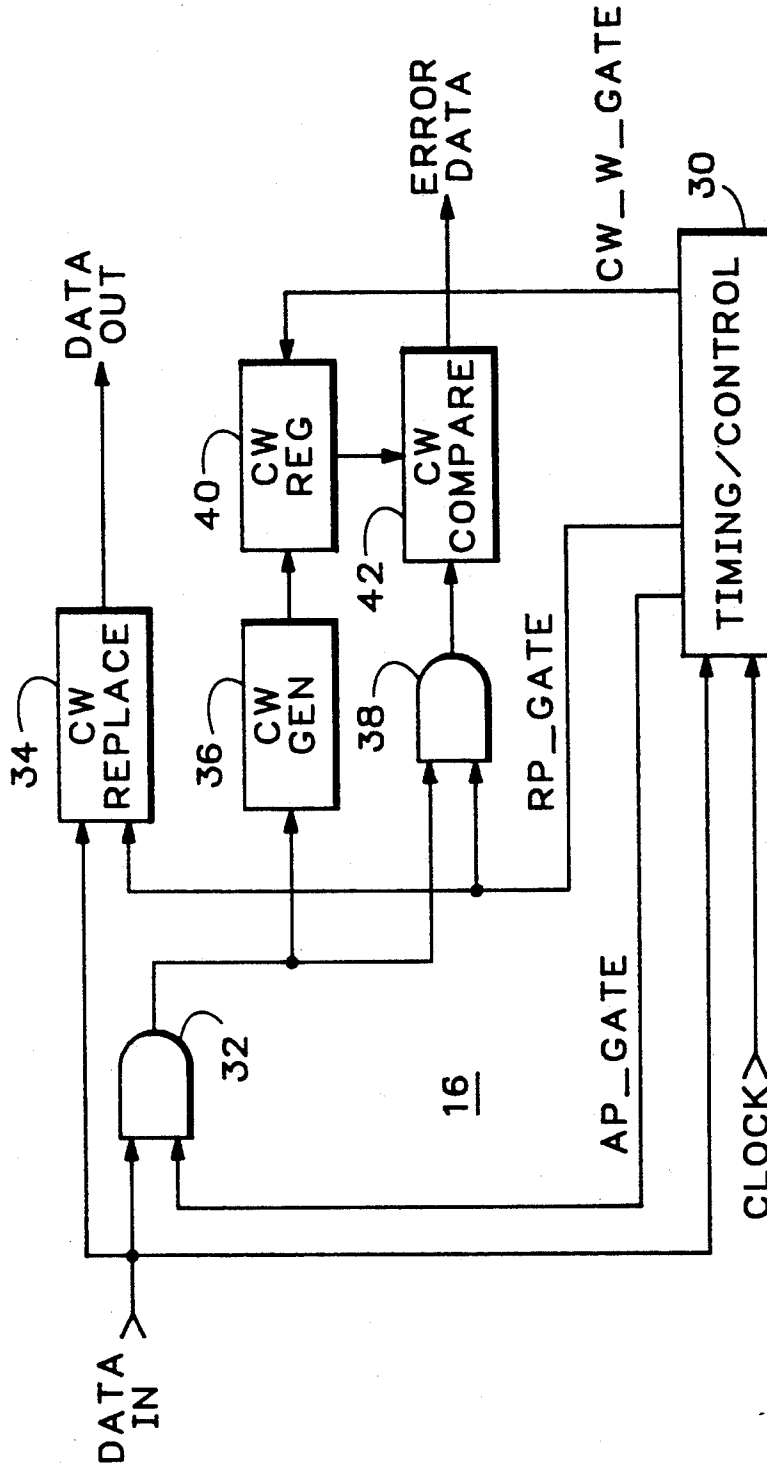 DATA
OUT
34
CW
REPLACE
40
CW
REG
36
CW
GEN
ERROR
DATA
42
CW
COMPARE
38
32
DATA
IN
16
CW_W_GATE
RP_GATE
AP_GATE
30
TIMING/CONTROL
CLOCK